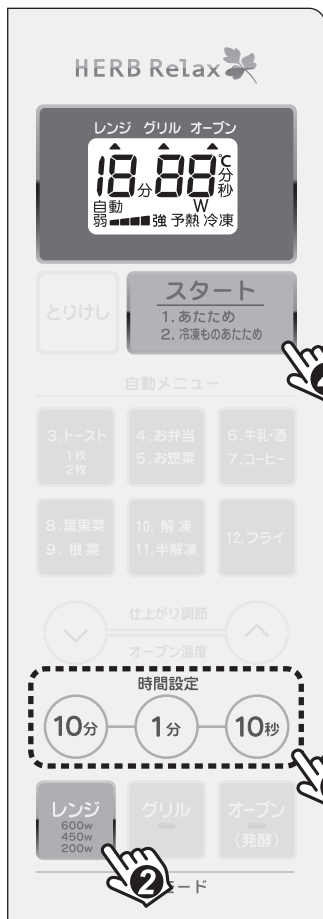 HERB Relax
レンジ グリル オーブン
18分88℃分秒
自動 W
弱 強 予熱 冷凍
とりけし
スタート
1. あたため
2. 冷凍ものあたため
自動メニュー
3.トースト
1枚
2枚
4.お弁当
5.お惣菜
6.牛乳・酒
7.コーヒー
8.葉果菜
9. 根 菜
10. 解 凍
11.半解凍
12.フライ
仕上がり調節
オーブン温度
時間設定
10分
1分
10秒
レンジ
600w
450w
200w
グリル
オーブン
(発酵)
2
ード